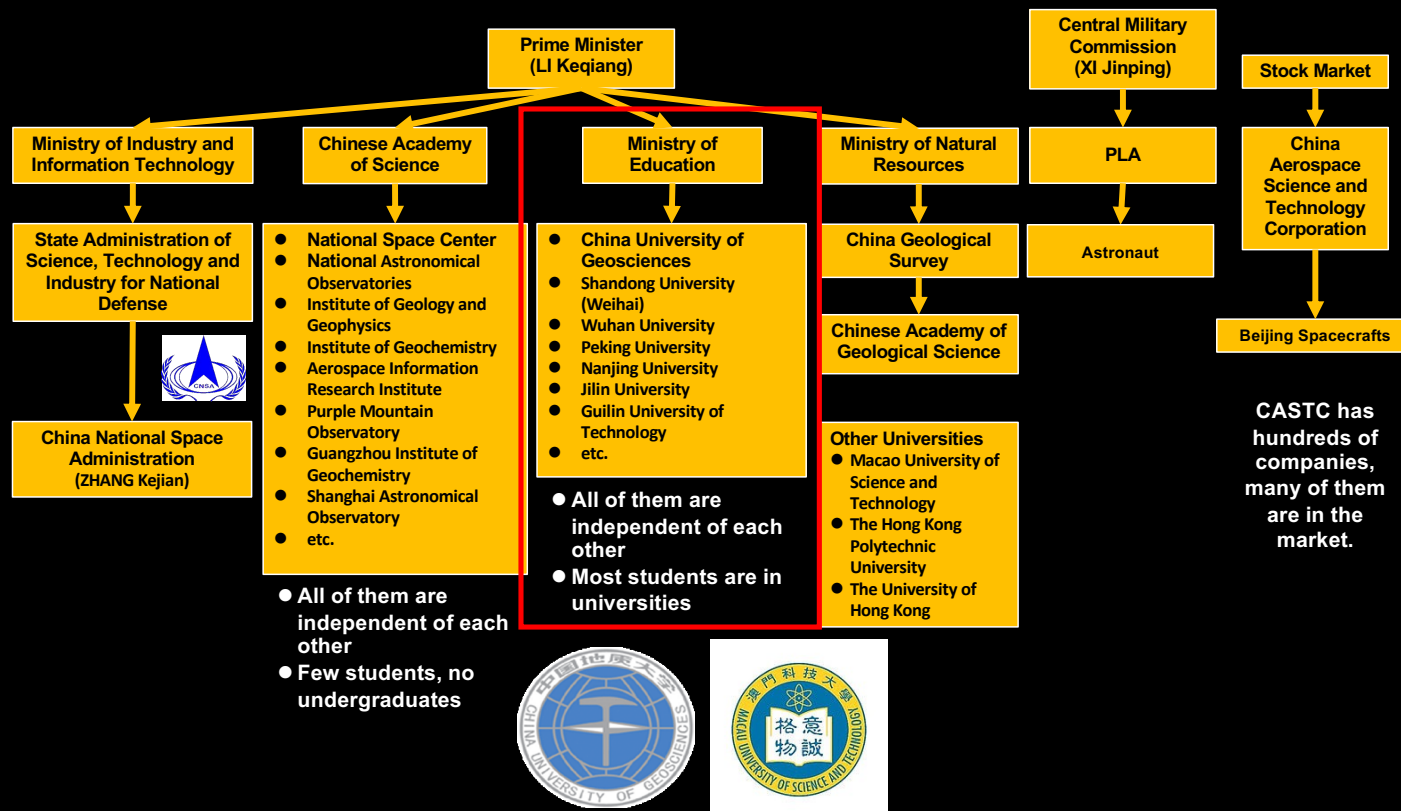 Prime Minister
(LI Keqiang)
Central Military
Commission
(XI Jinping)
Stock Market
Ministry of Industry and
Information Technology
Chinese Academy
of Science
Ministry of
Education
Ministry of Natural
Resources
PLA
China
Aerospace
Science and
Technology
Corporation
State Administration of
Science, Technology and
Industry for National
Defense
CNSA
China National Space
Administration
(ZHANG Kejian)
● National Space Center
● National Astronomical
Observatories
● Institute of Geology and
Geophysics
● Institute of Geochemistry
● Aerospace Information
Research Institute
● Purple Mountain
Observatory
● Guangzhou Institute of
Geochemistry
● Shanghai Astronomical
Observatory
● etc.
● All of them are
independent of each
other
● Few students, no
undergraduates
● China University of
Geosciences
● Shandong University
(Weihai)
● Wuhan University
● Peking University
● Nanjing University
● Jilin University
● Guilin University of
Technology
● etc.
● All of them are
independent of each
other
● Most students are in
universities
China Geological
Survey
Chinese Academy of
Geological Science
Other Universities
● Macao University of
Science and
Technology
● The Hong Kong
Polytechnic
University
● The University of
Hong Kong
Astronaut
Beijing Spacecrafts
CASTC has
hundreds of
companies,
many of them
are in the
market.
中国地质大学
CHINA UNIVERSITY OF GEOSCIENCES
澳門科技大學
格意
物誠
MACAU UNIVERSITY OF SCIENCE AND TECHNOLOGY